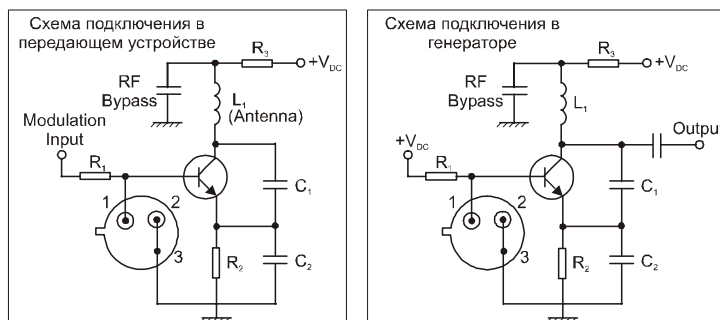 Схема подключения в
передающем устройстве
R3
+VDC
RF
Bypass
L1
(Antenna)
Modulation
Input
R1
1
2
3
C1
R2
C2
Схема подключения в
генераторе
R3
+VDC
RF
Bypass
L1
Output
+VDC
R1
1
2
3
C1
R2
C2